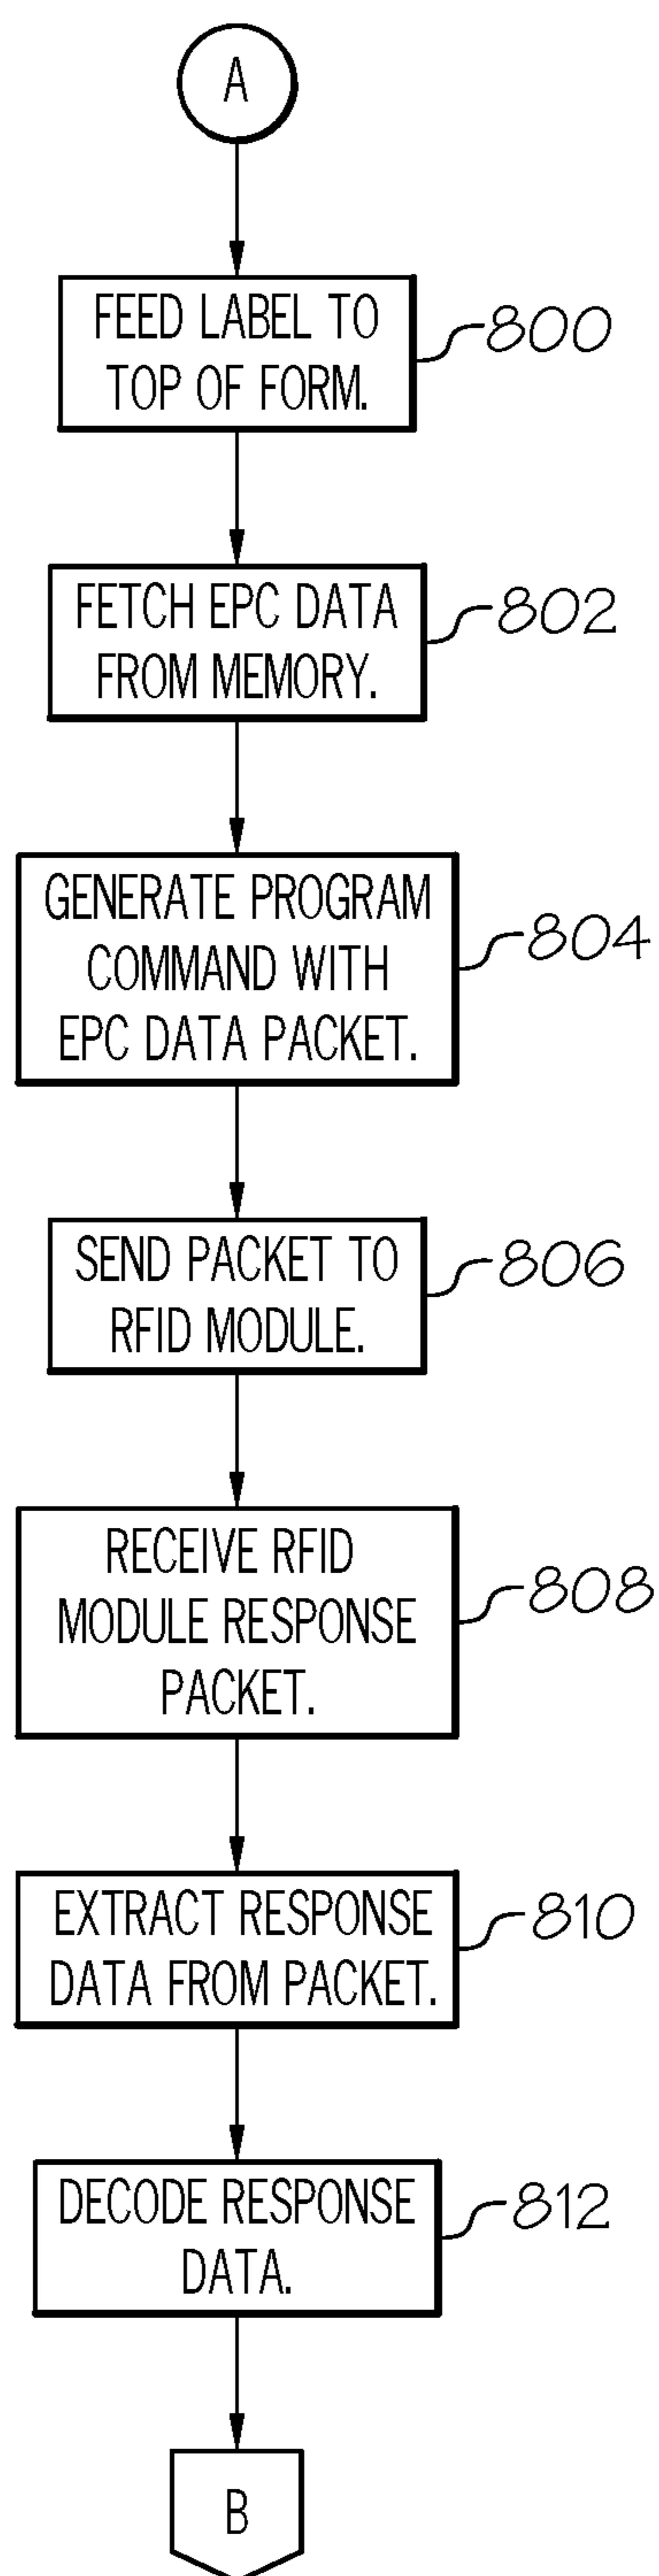 A
FEED LABEL TO
TOP OF FORM.
800
FETCH EPC DATA
FROM MEMORY.
802
GENERATE PROGRAM
COMMAND WITH
EPC DATA PACKET.
804
SEND PACKET TO
RFID MODULE.
806
RECEIVE RFID
MODULE RESPONSE
PACKET.
808
EXTRACT RESPONSE
DATA FROM PACKET.
810
DECODE RESPONSE
DATA.
812
B